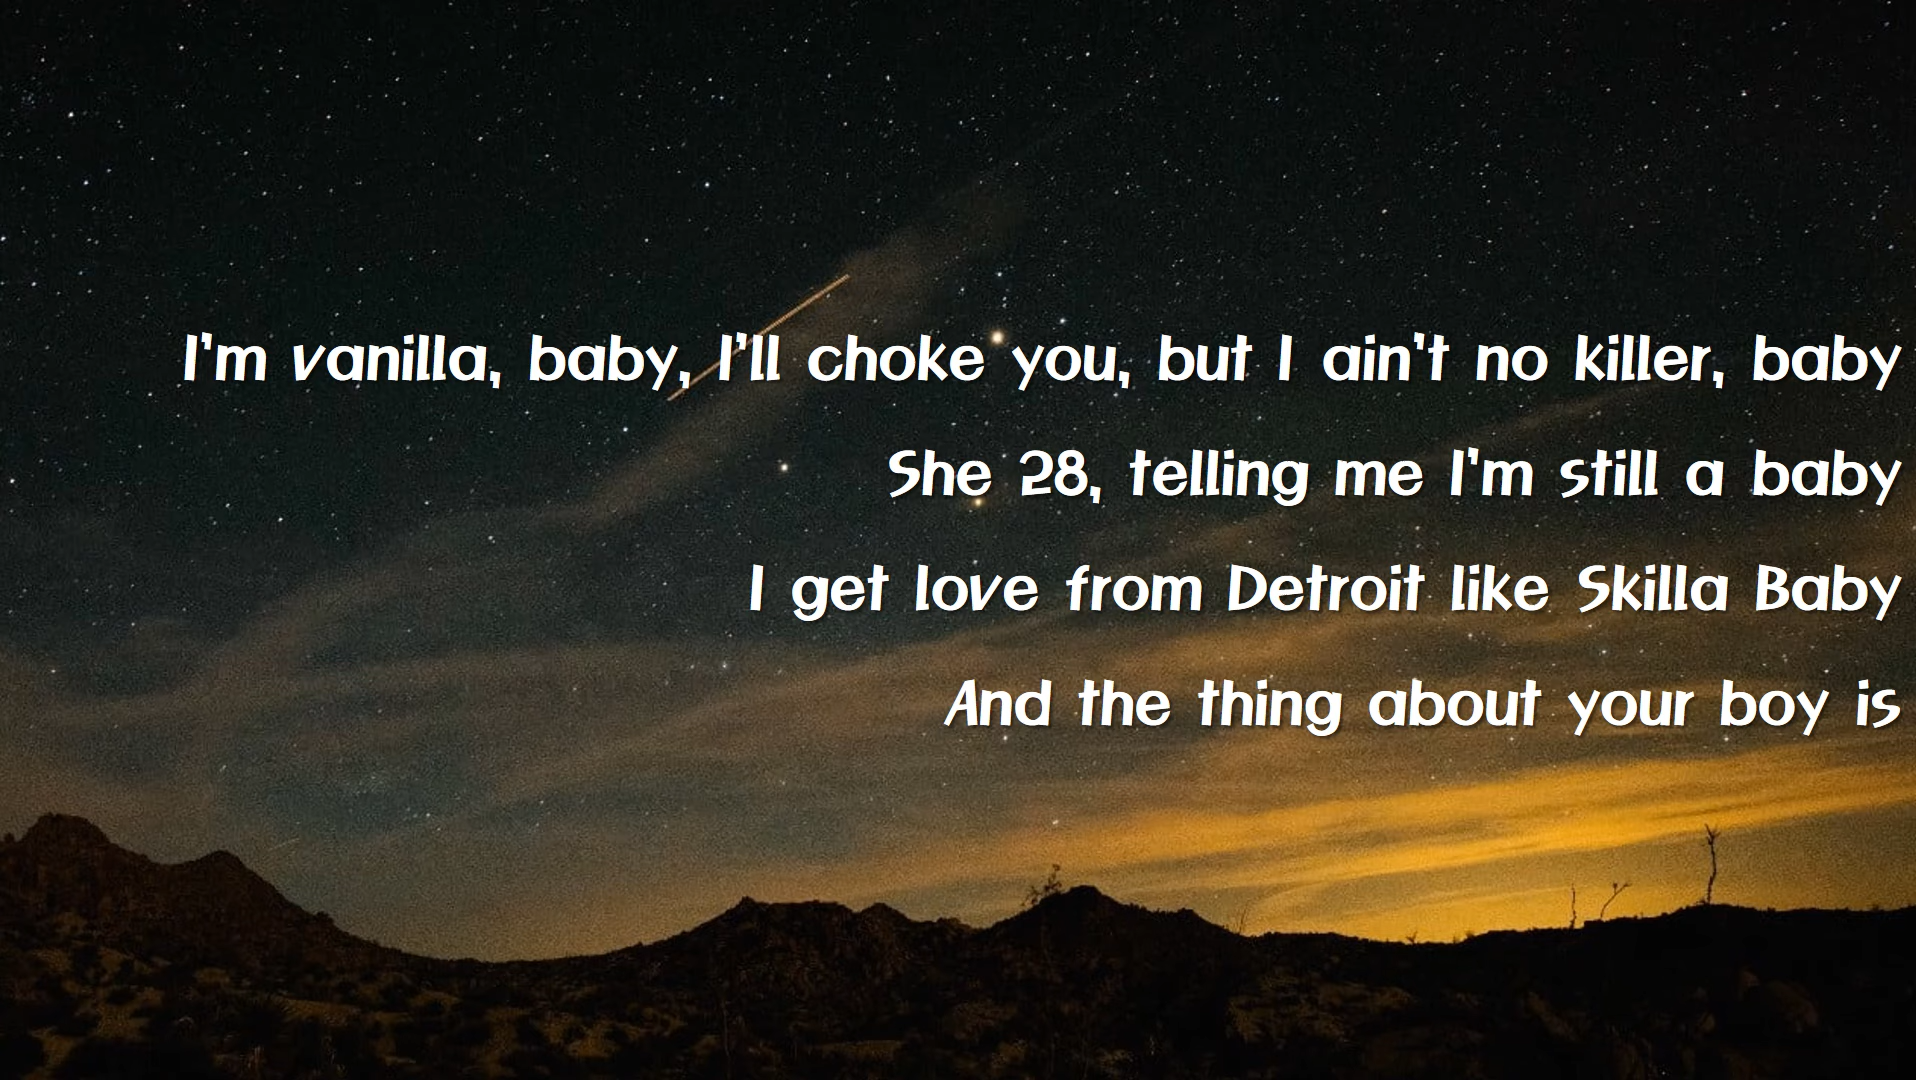 I'm vanilla, baby, I'll choke you, but I ain't no killer, baby
She 28, telling me I'm still a baby
I get love from Detroit like Skilla Baby
And the thing about your boy is